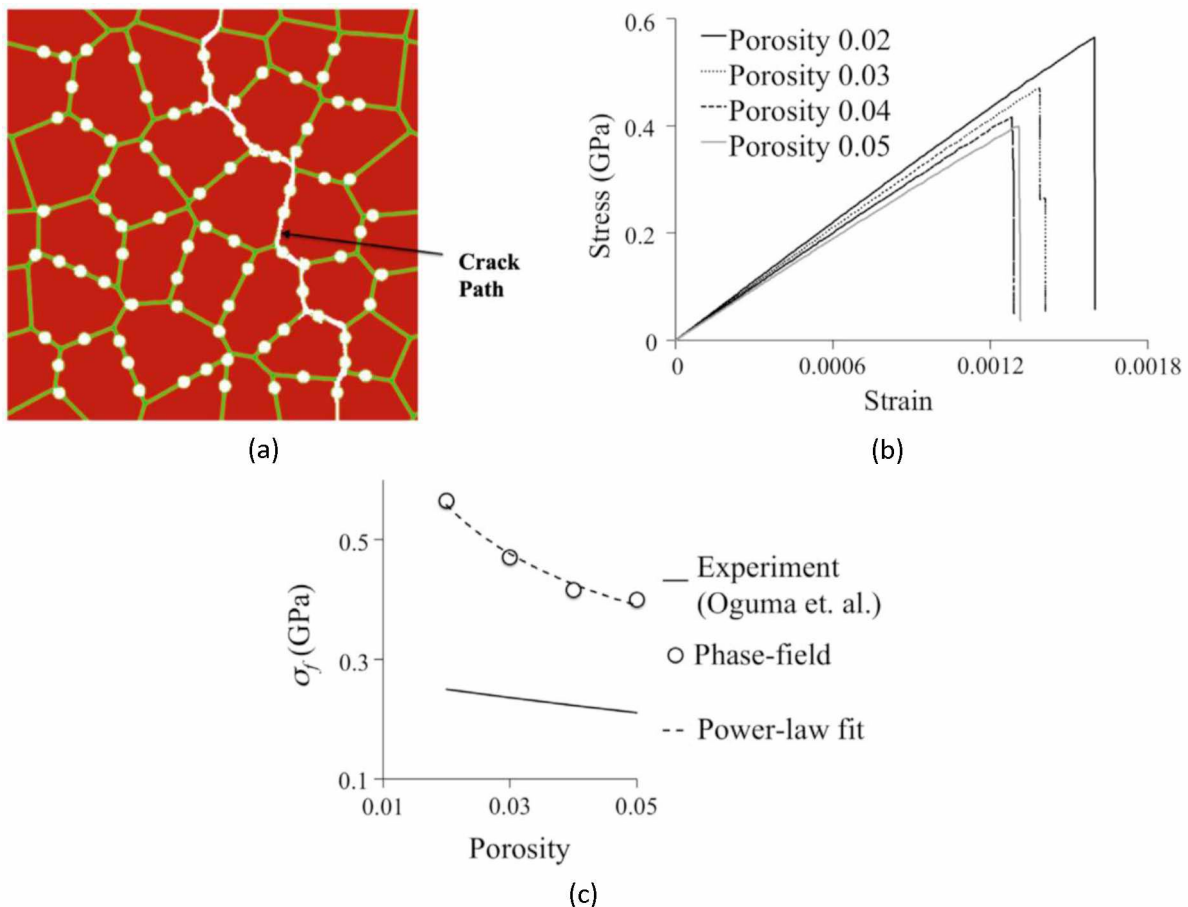 Crack
Path
(a)
Stress (GPa)
0.6
0.4
0.2
0
Porosity 0.02
Porosity 0.03
Porosity 0.04
Porosity 0.05
0
0.0006
0.0012
0.0018
Strain
(b)
σf (GPa)
0.5
0.3
0.1
0.01
0.03
0.05
Porosity
Experiment
(Oguma et. al.)
Phase-field
Power-law fit
(c)